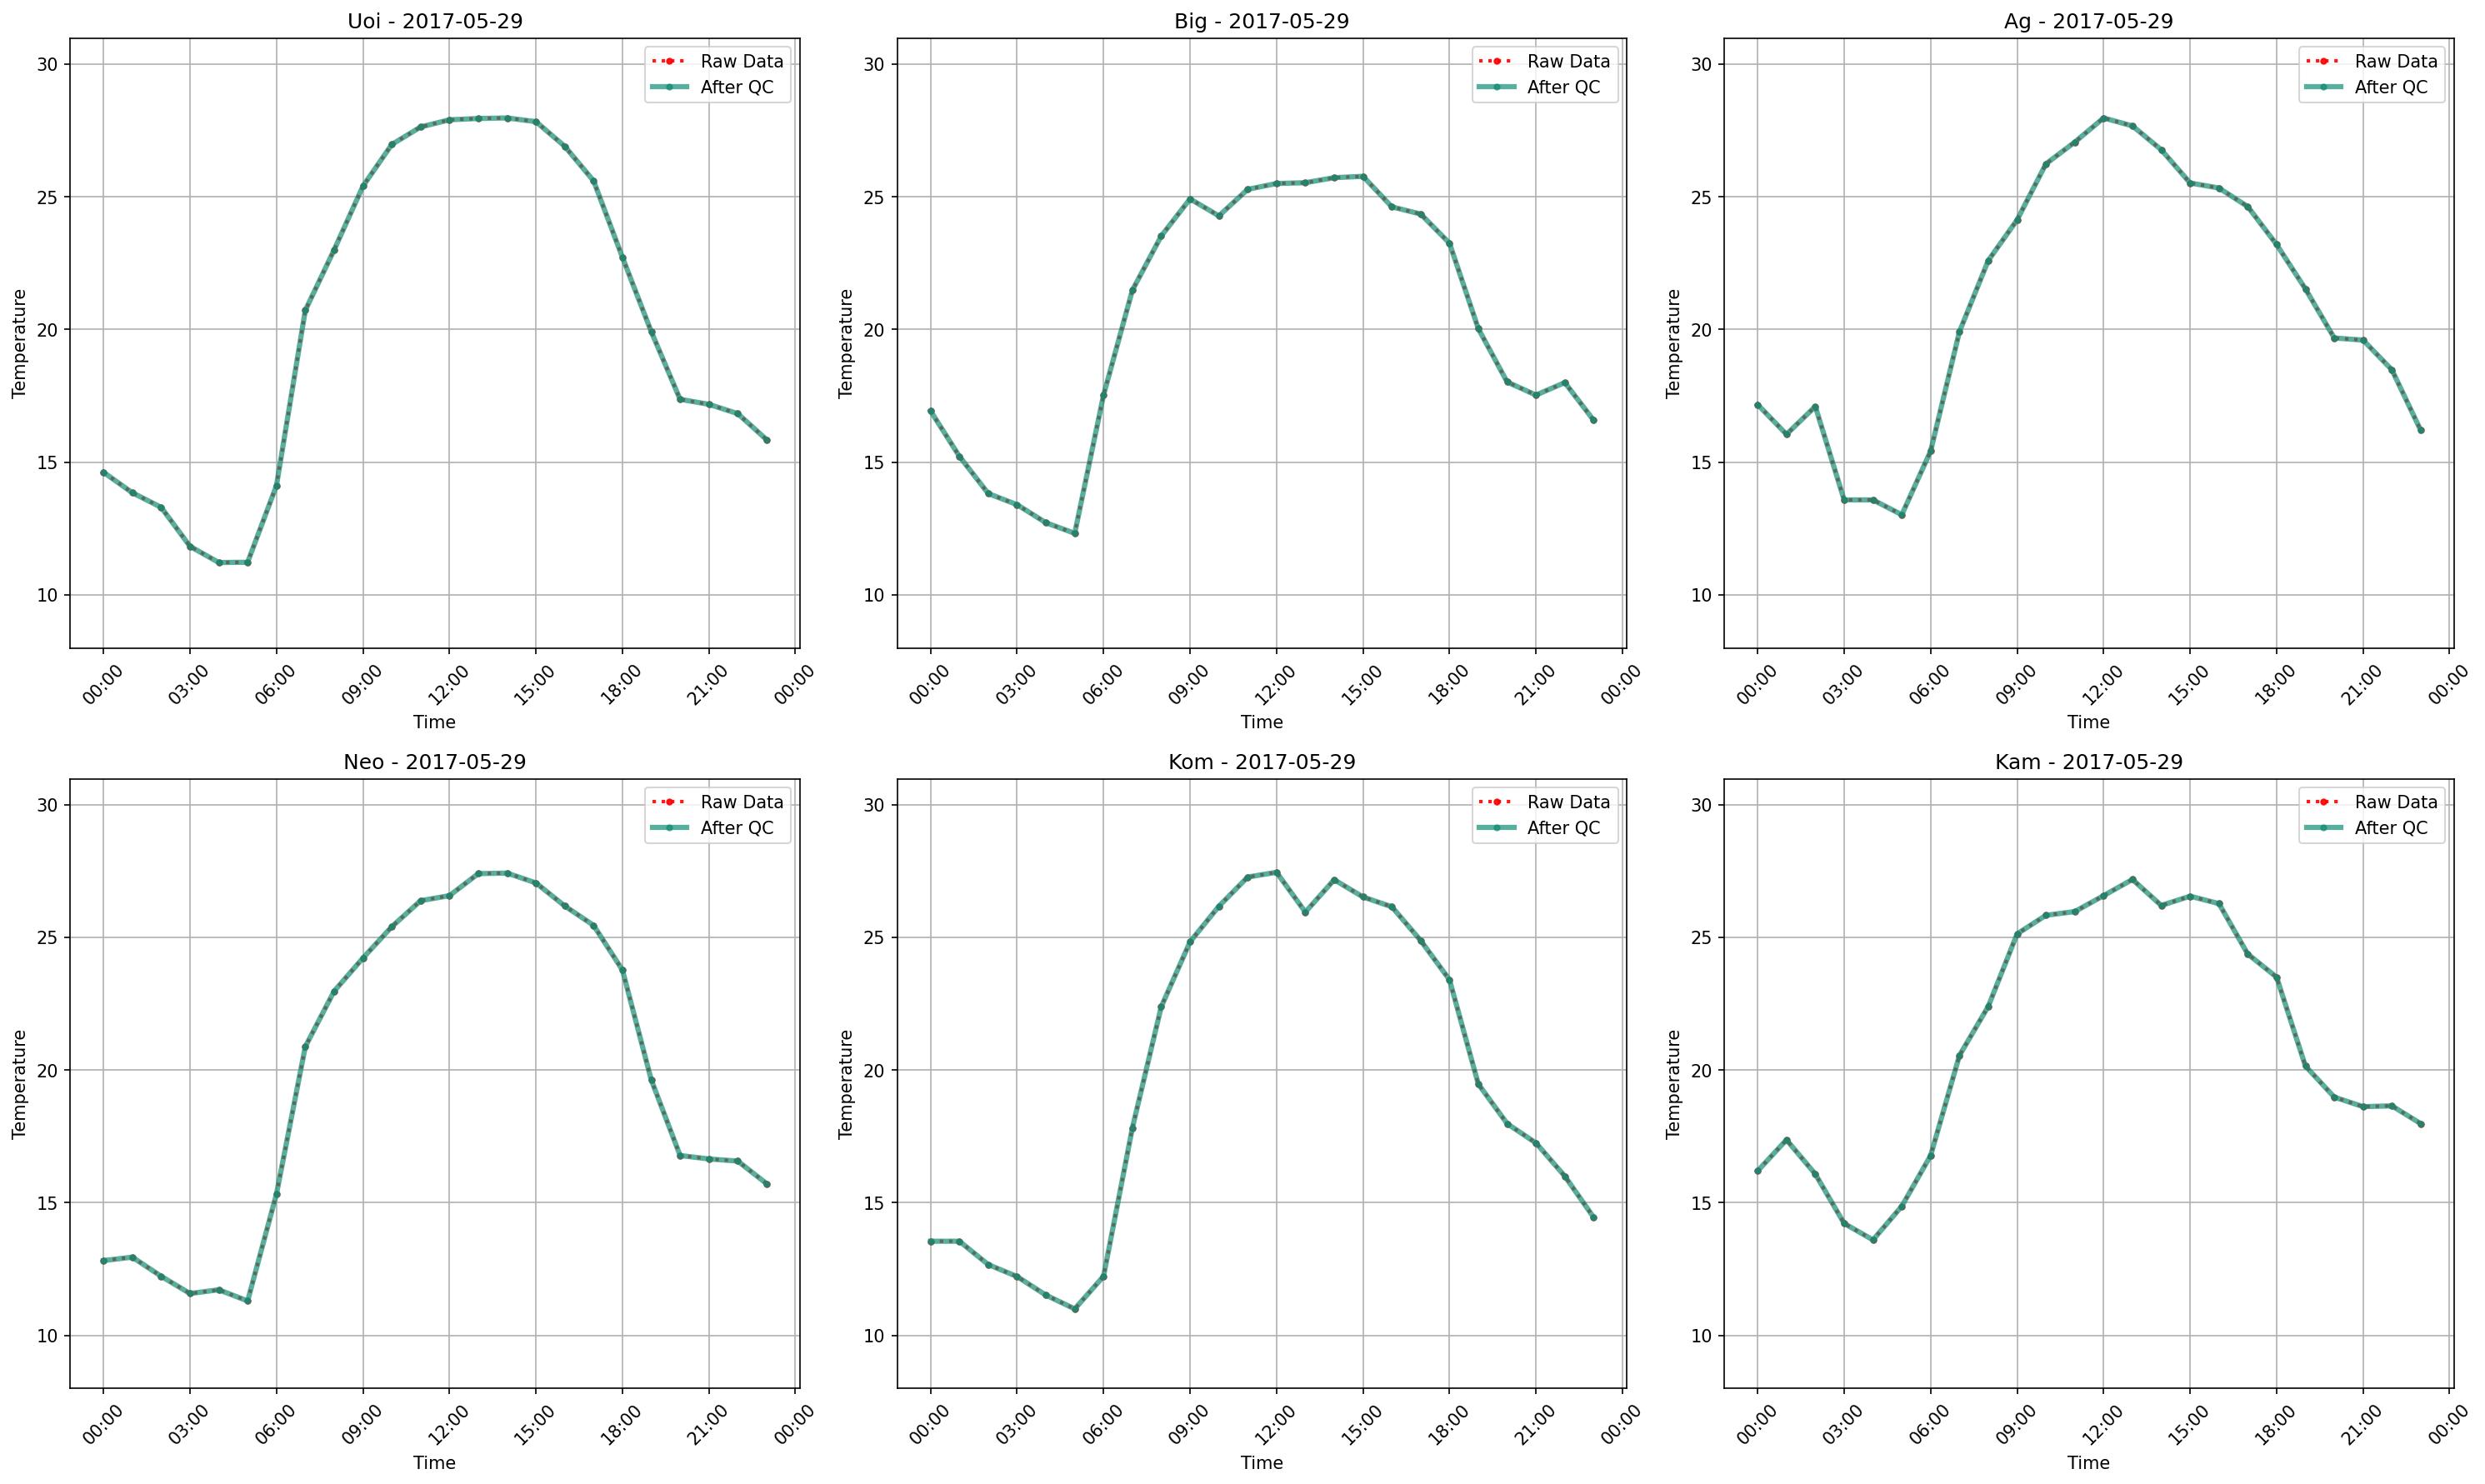 Uoi - 2017-05-29
Temperature
30
25
20
15
10
Raw Data
After QC
00:00
03:00
06:00
09:00
12:00
15:00
18:00
21:00
00:00
Time
Big - 2017-05-29
Temperature
30
25
20
15
10
Raw Data
After QC
00:00
03:00
06:00
09:00
12:00
15:00
18:00
21:00
00:00
Time
Ag - 2017-05-29
Temperature
30
25
20
15
10
Raw Data
After QC
00:00
03:00
06:00
09:00
12:00
15:00
18:00
21:00
00:00
Time
Neo - 2017-05-29
Temperature
30
25
20
15
10
Raw Data
After QC
00:00
03:00
06:00
09:00
12:00
15:00
18:00
21:00
00:00
Time
Kom - 2017-05-29
Temperature
30
25
20
15
10
Raw Data
After QC
00:00
03:00
06:00
09:00
12:00
15:00
18:00
21:00
00:00
Time
Kam - 2017-05-29
Temperature
30
25
20
15
10
Raw Data
After QC
00:00
03:00
06:00
09:00
12:00
15:00
18:00
21:00
00:00
Time